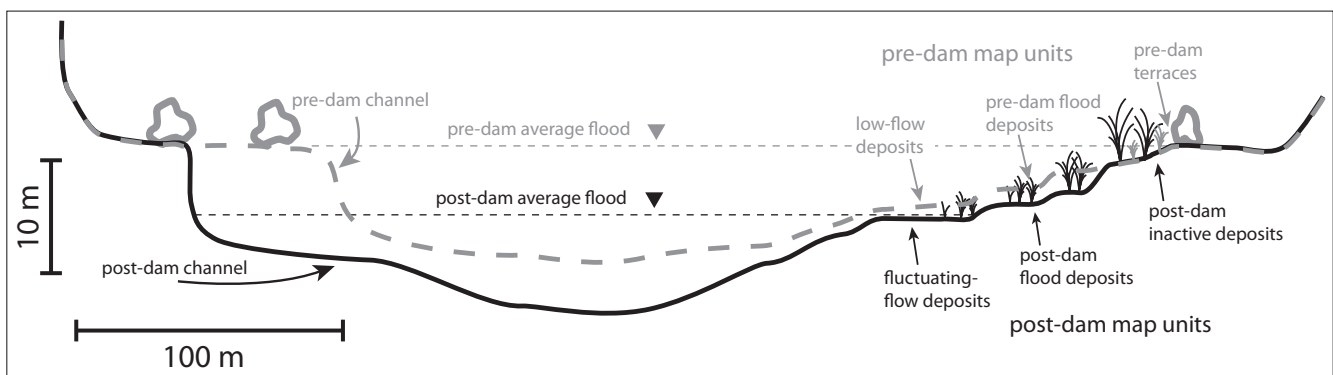 pre-dam map units
pre-dam
terraces
pre-dam channel
pre-dam flood
deposits
pre-dam average flood
low-flow
deposits
post-dam average flood
10 m
post-dam channel
post-dam
inactive deposits
post-dam
flood deposits
fluctuating-
flow deposits
post-dam map units
100 m